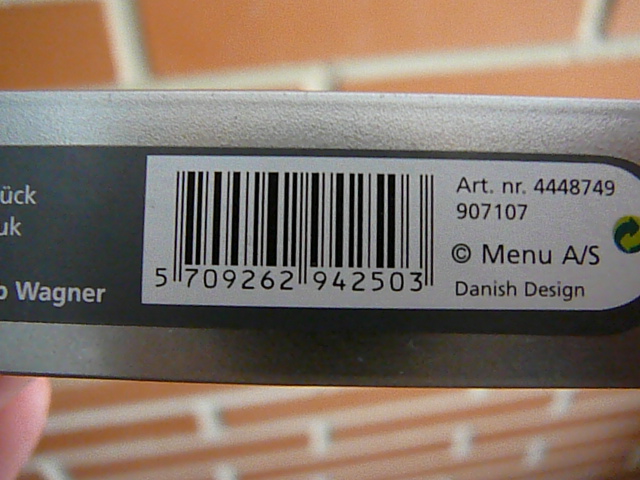 ück
uk
Wagner
5 709262 942503
Art. nr. 4448749
907107
© Menu A/S
Danish Design